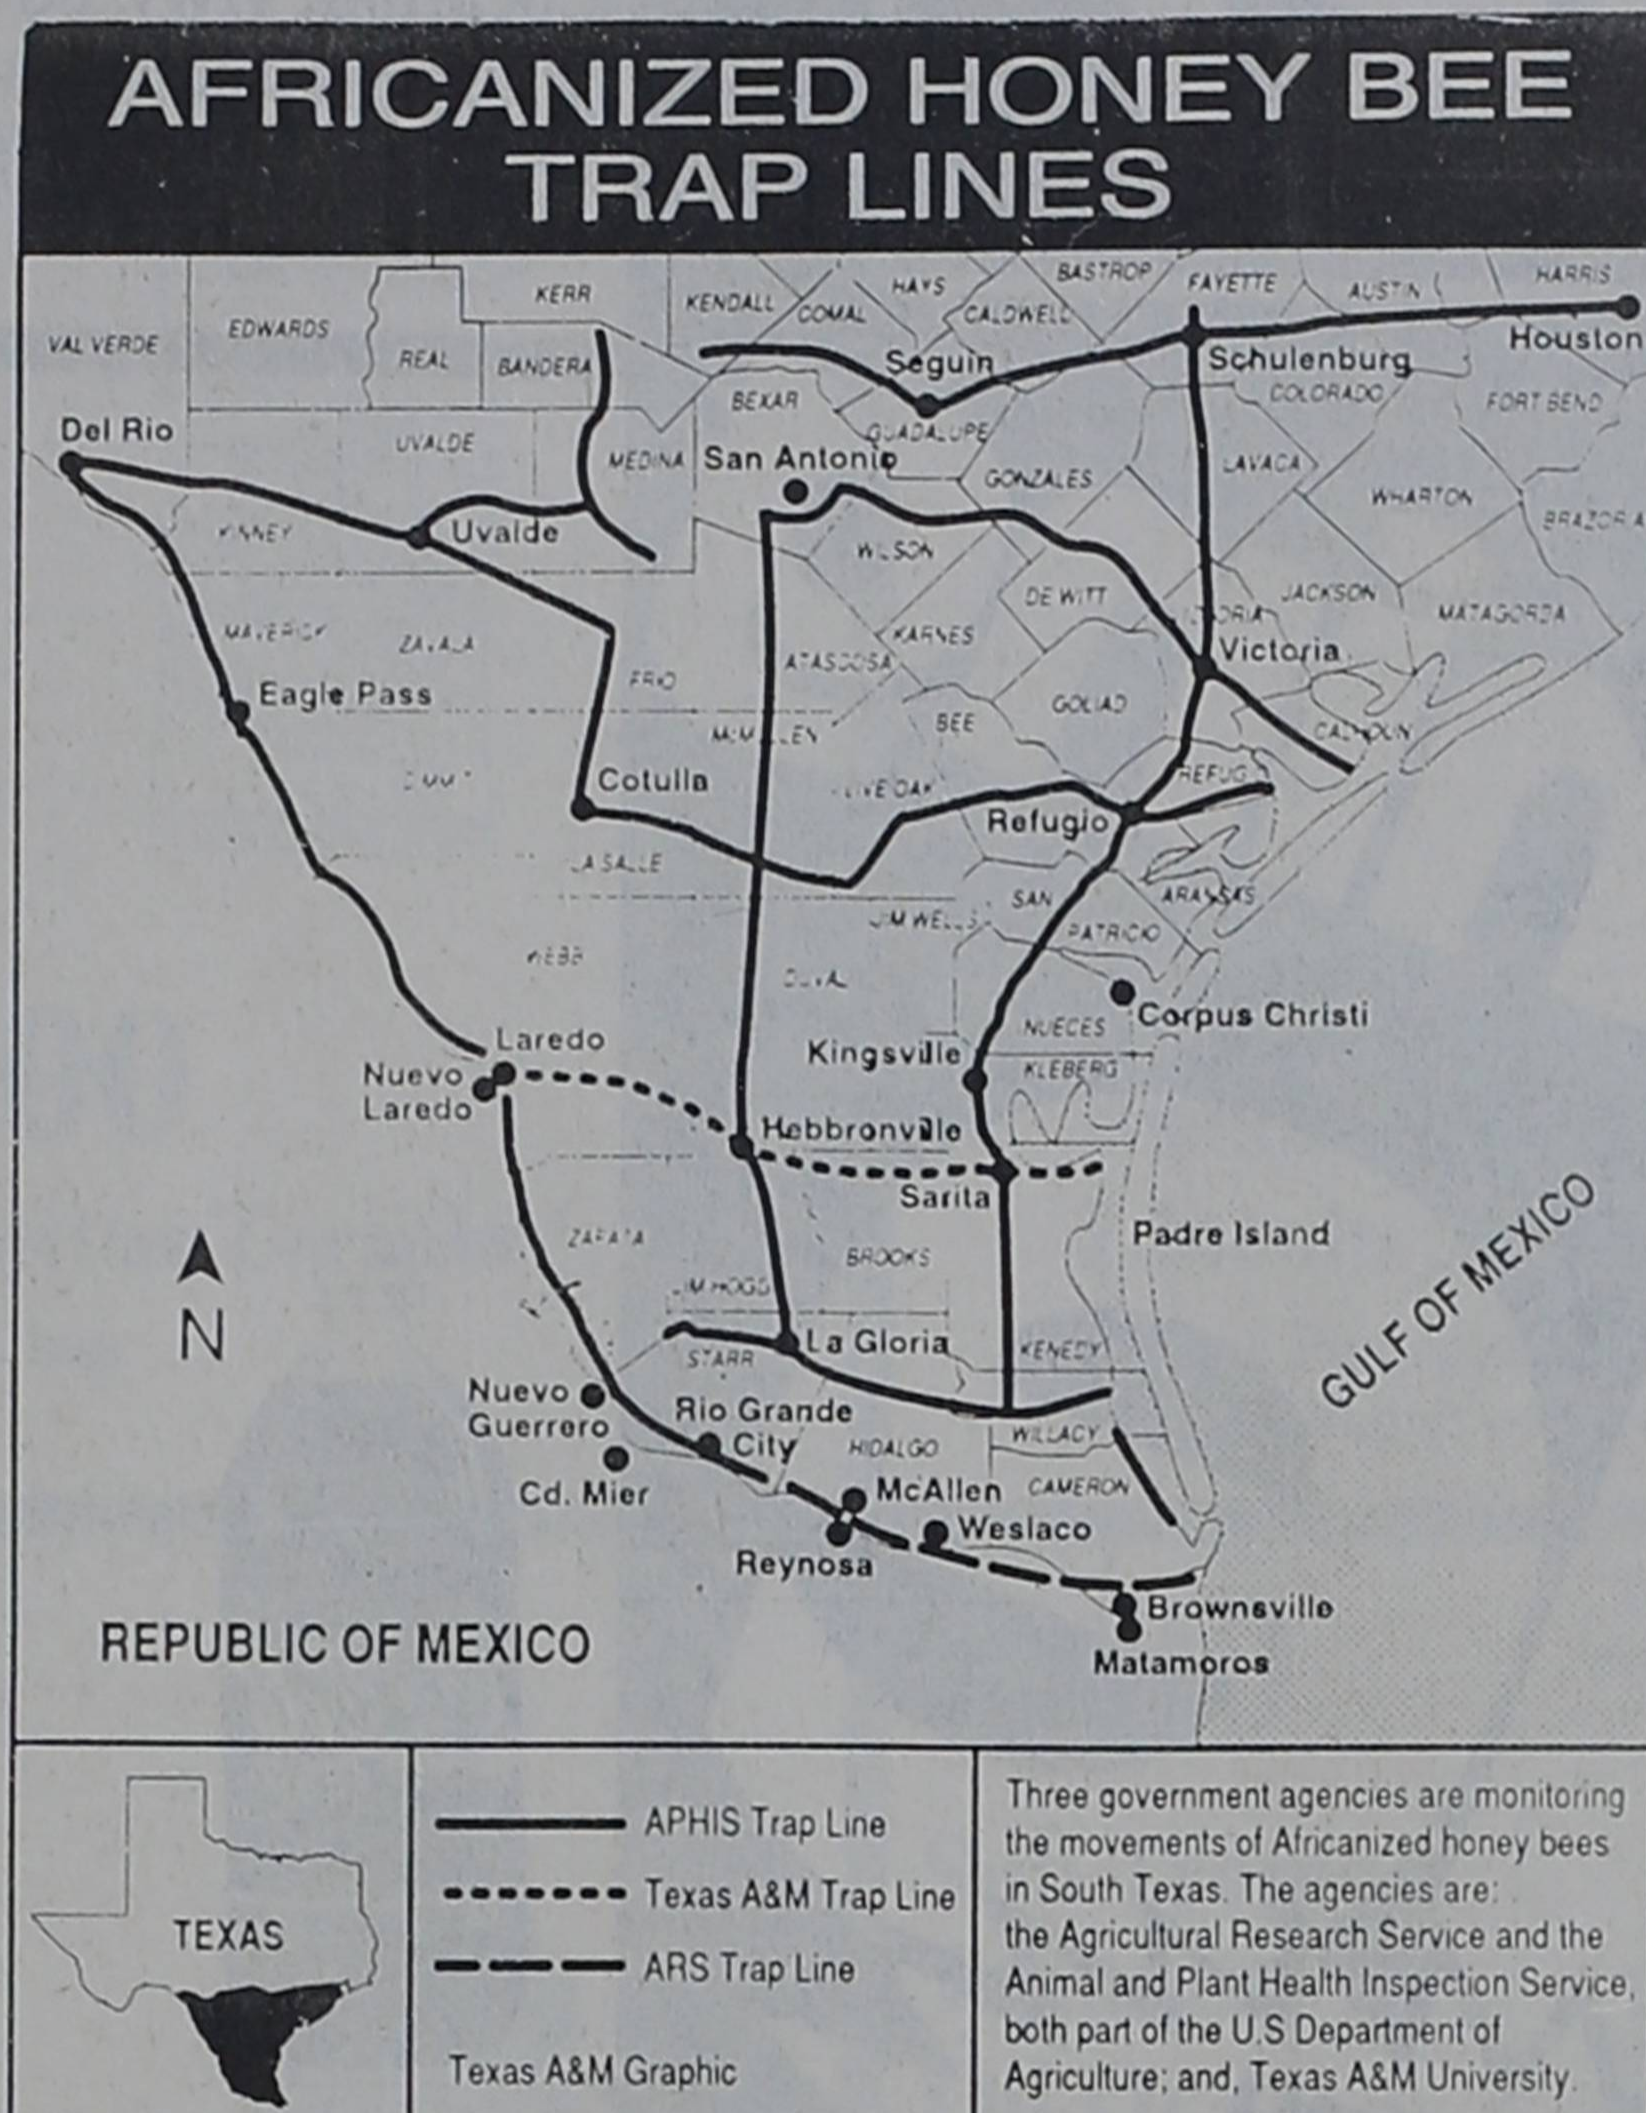 AFRICANIZED HONEY BEE
TRAP LINES
KERR
KENDALL
COMAL
HAYS
CALDWELL
BASTROP
FAYETTE
AUSTIN
HARRIS
VAL VERDE
EDWARDS
REAL
BANDERA
Seguin
Schulenburg
Houston
BEXAR
COLORADO
FORT BEND
Del Rio
UVALDE
MEDINA
San Antonio
GUADALUPE
GONZALES
LAVACA
WHARTON
BRAZORIA
KINNEY
Uvalde
WILSON
DE WITT
JACKSON
MATAGORDA
MAVERICK
ZAVALA
FRIO
ATASCOSA
KARNES
Victoria
Eagle Pass
BEE
GOLIAD
CALHOUN
Cotulla
LIVE OAK
Refugio
LA SALLE
JIM WELLS
SAN
PATRICIO
ARANSAS
WEBB
Corpus Christi
NUECES
Laredo
Kingsville
KLEBERG
Nuevo
Laredo
Hebbronville
Sarita
Padre Island
ZAPATA
BROOKS
GULF OF MEXICO
N
La Gloria
STARR
KENEDY
Nuevo
Guerrero
Rio Grande
City
HIDALGO
WILLACY
Cd. Mier
McAllen
CAMERON
Weslaco
Reynosa
Brownsville
Matamoros
REPUBLIC OF MEXICO
TEXAS
APHIS Trap Line
Texas A&M Trap Line
ARS Trap Line
Texas A&M Graphic
Three government agencies are monitoring
the movements of Africanized honey bees
in South Texas. The agencies are:
the Agricultural Research Service and the
Animal and Plant Health Inspection Service,
both part of the U.S Department of
Agriculture; and, Texas A&M University.